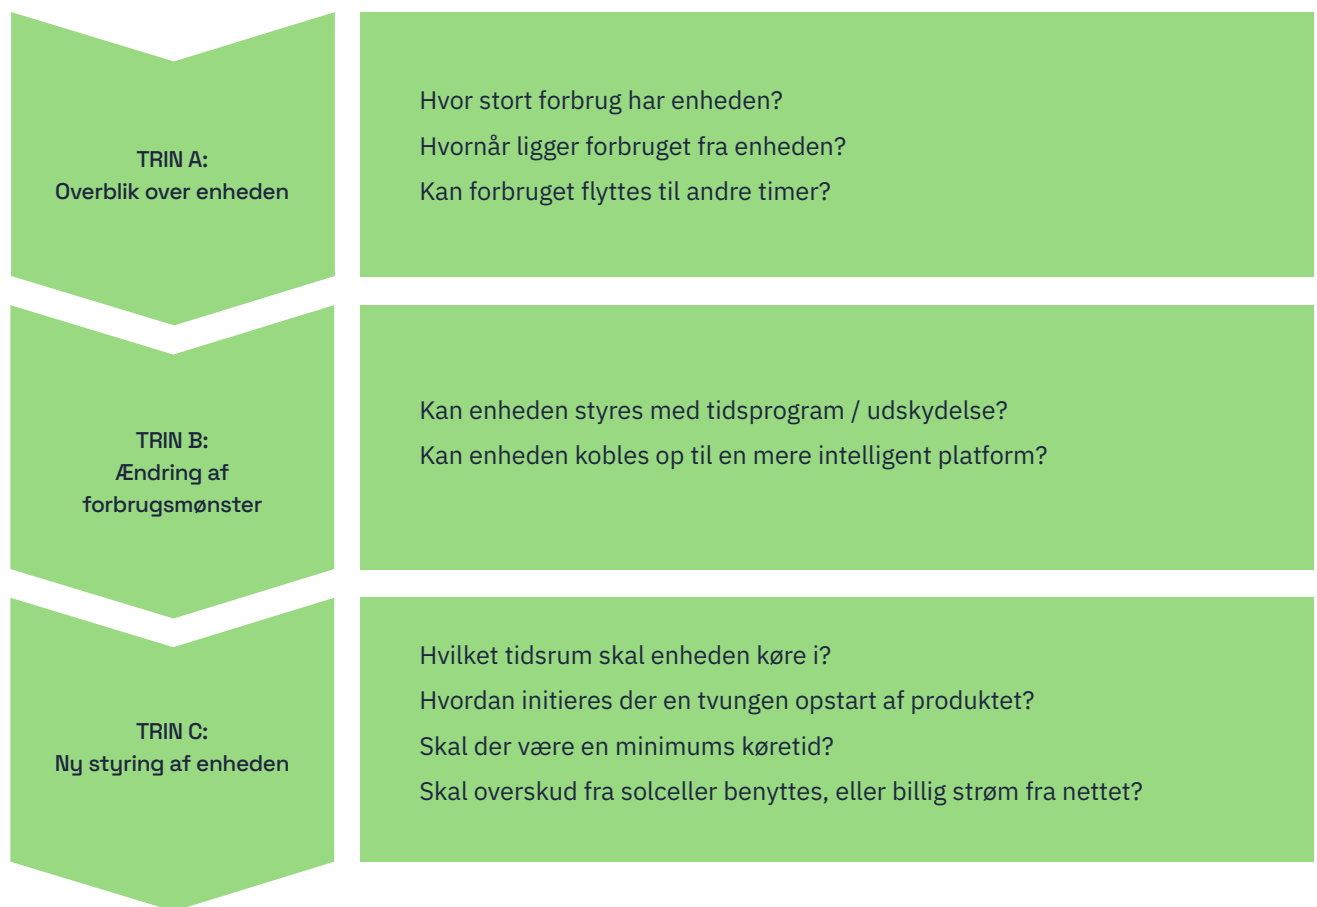 TRIN A:
Overblik over enheden
Hvor stort forbrug har enheden?
Hvornår ligger forbruget fra enheden?
Kan forbruget flyttes til andre timer?
TRIN B:
Ændring af
forbrugsmønster
Kan enheden styres med tidsprogram / udskydelse?
Kan enheden kobles op til en mere intelligent platform?
TRIN C:
Ny styring af enheden
Hvilket tidsrum skal enheden køre i?
Hvordan initieres der en tvungen opstart af produktet?
Skal der være en minimums køretid?
Skal overskud fra solceller benyttes, eller billig strøm fra nettet?